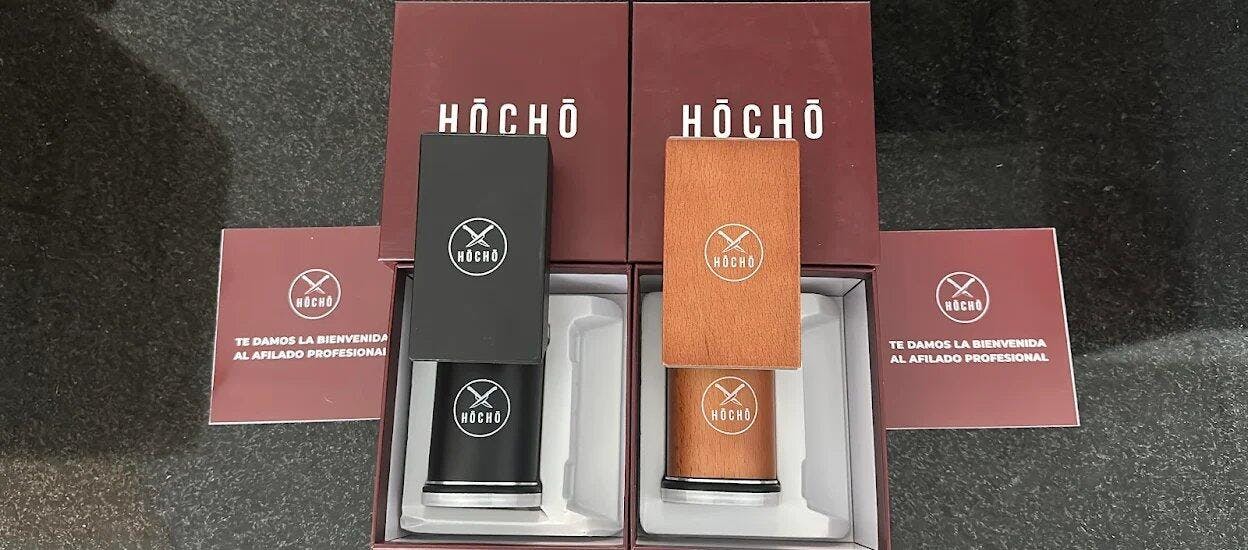 HŌCHŌ
HŌCHŌ
HŌCHŌ
HŌCHŌ
HŌCHŌ
TE DAMOS LA BIENVENIDA
AL AFILADO PROFESIONAL
HŌCHŌ
TE DAMOS LA BIENVENIDA
AL AFILADO PROFESIONAL
HŌCHŌ
HŌCHŌ